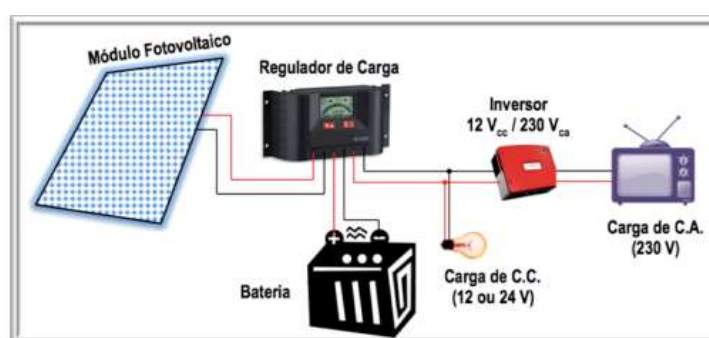 Módulo Fotovoltaico
Regulador de Carga
Inversor
12 Vcc / 230 Vca
Carga de C.A.
(230 V)
Carga de C.C.
(12 ou 24 V)
Bateria